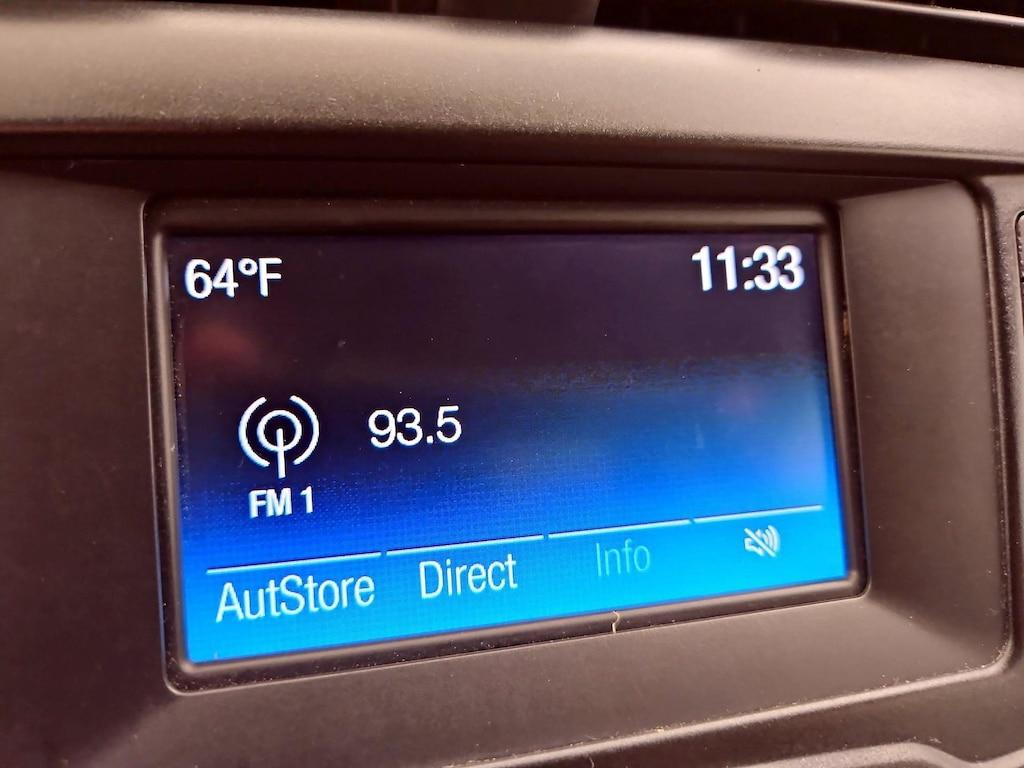 64°F 11:33
93.5
FM 1
AutStore Direct Info